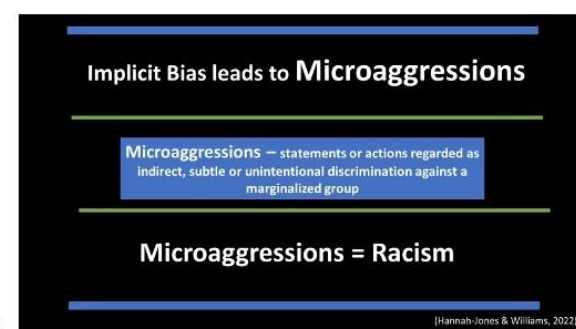 Implicit Bias leads to Microaggressions
Microaggressions – statements or actions regarded as
indirect, subtle or unintentional discrimination against a
marginalized group
Microaggressions = Racism
(Hannah-Jones & Williams, 2022)